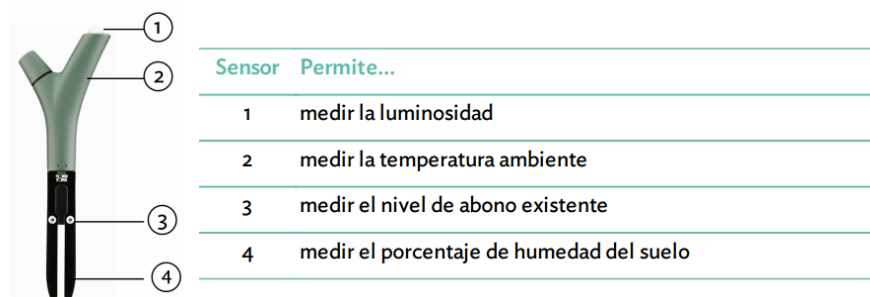 1
2
3
4
Sensor Permite...
1 medir la luminosidad
2 medir la temperatura ambiente
3 medir el nivel de abono existente
4 medir el porcentaje de humedad del suelo